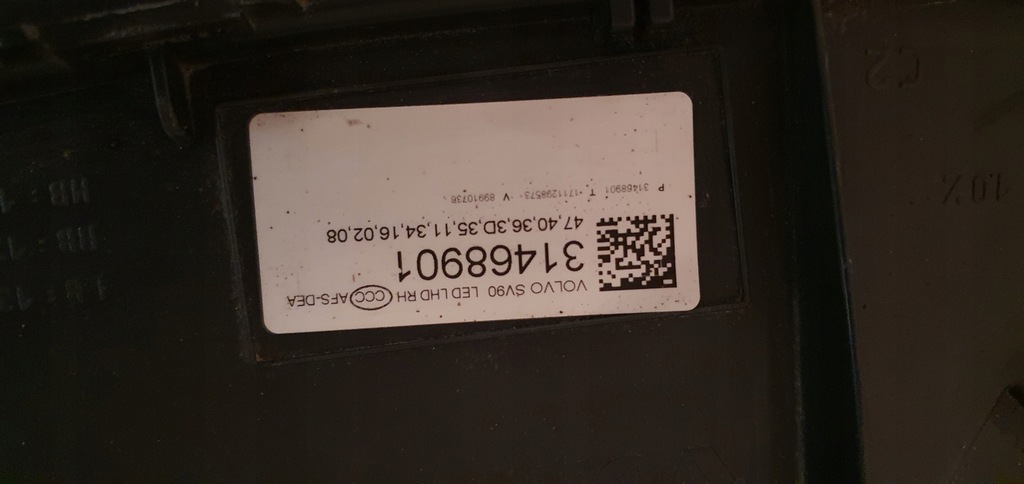 VOLVO SV90 LED LHD RH CCC AFS-DEA
31468901
47,40,36,3D,35,11,34,16,02,08
P 31468901 T 1711298573 V 89910738
10%